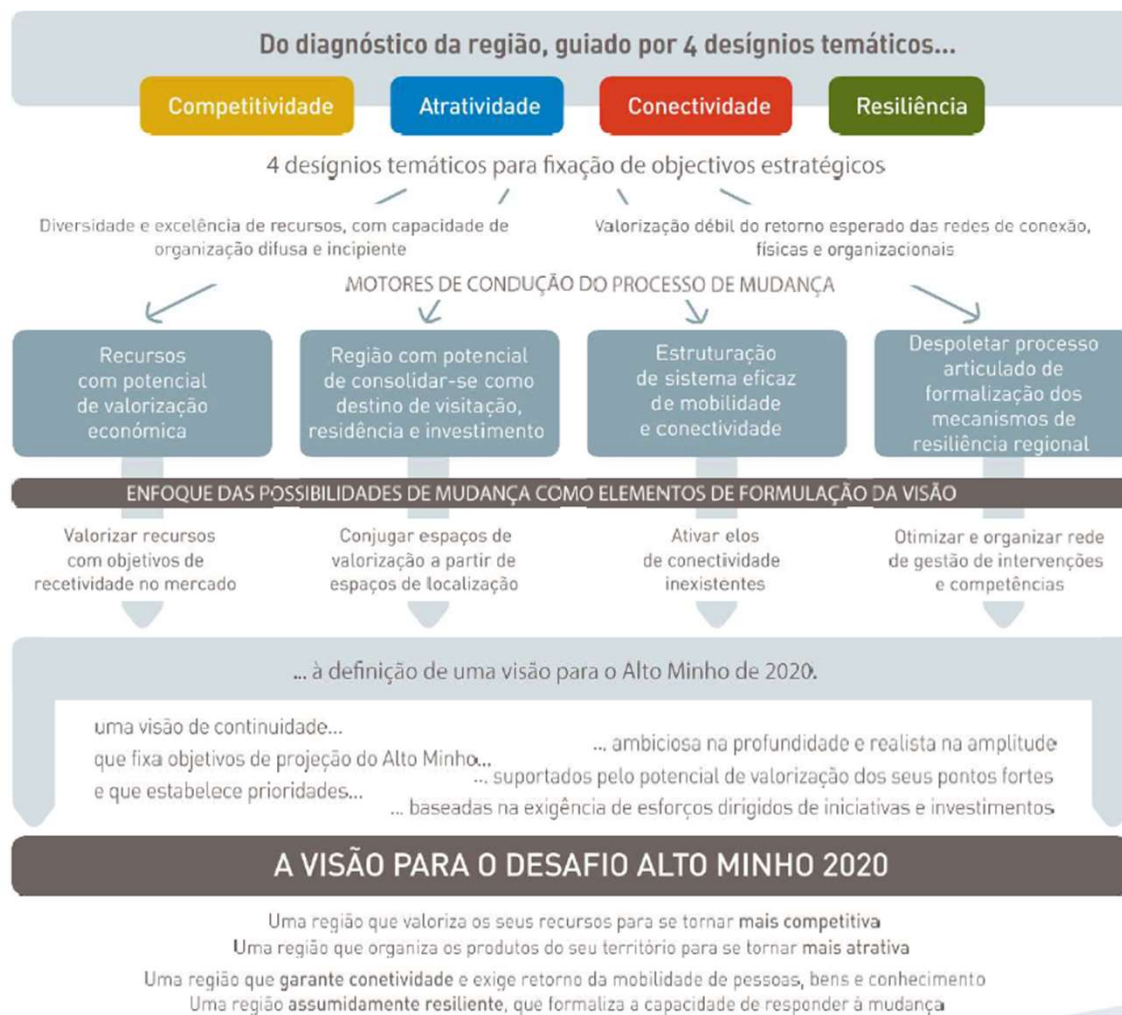 Do diagnóstico da região, guiado por 4 desígnios temáticos...
Competitividade
Atratividade
Conectividade
Resiliência
4 desígnios temáticos para fixação de objectivos estratégicos
Diversidade e excelência de recursos, com capacidade de
organização difusa e incipiente
Valorização débil do retorno esperado das redes de conexão,
físicas e organizacionais
MOTORES DE CONDUÇÃO DO PROCESSO DE MUDANÇA
Recursos
com potencial
de valorização
económica
Região com potencial
de consolidar-se como
destino de visitação,
residência e investimento
Estruturação
de sistema eficaz
de mobilidade
e conectividade
Despoletar processo
articulado de
formalização dos
mecanismos de
resiliência regional
ENFOQUE DAS POSSIBILIDADES DE MUDANÇA COMO ELEMENTOS DE FORMULAÇÃO DA VISÃO
Valorizar recursos
com objetivos de
recetividade no mercado
Conjugar espaços de
valorização a partir de
espaços de localização
Ativar elos
de conectividade
inexistentes
Otimizar e organizar rede
de gestão de intervenções
e competências
... à definição de uma visão para o Alto Minho de 2020.
uma visão de continuidade...
... ambiciosa na profundidade e realista na amplitude
que fixa objetivos de projeção do Alto Minho...
... suportados pelo potencial de valorização dos seus pontos fortes
e que estabelece prioridades...
... baseadas na exigência de esforços dirigidos de iniciativas e investimentos
A VISÃO PARA O DESAFIO ALTO MINHO 2020
Uma região que valoriza os seus recursos para se tornar mais competitiva
Uma região que organiza os produtos do seu território para se tornar mais atrativa
Uma região que garante conetividade e exige retorno da mobilidade de pessoas, bens e conhecimento
Uma região assumidamente resiliente, que formaliza a capacidade de responder à mudança